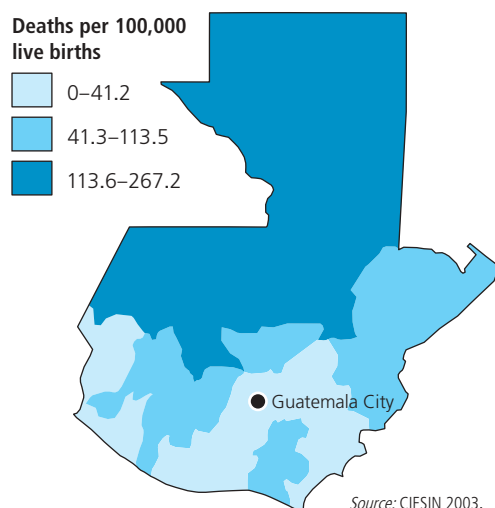 Deaths per 100,000
live births
0–41.2
41.3–113.5
113.6–267.2
Guatemala City
Source: CIESIN 2003.